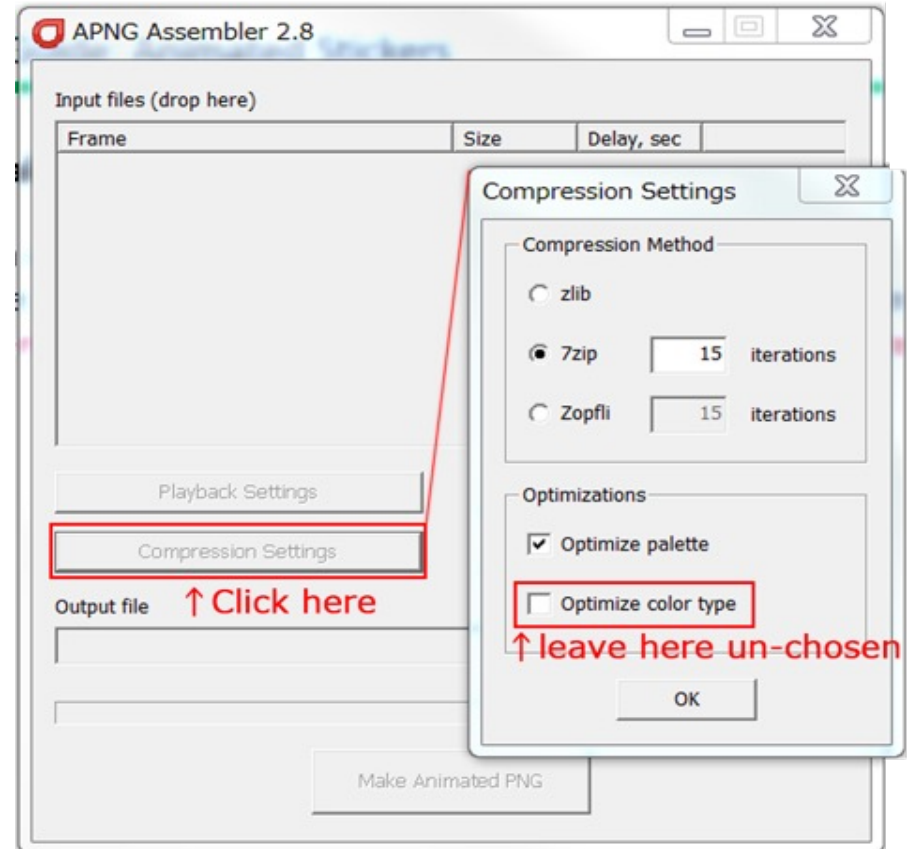 APNG Assembler 2.8
Animated Stickers
Input files (drop here)
Frame Size Delay, sec
Compression Settings
Compression Method
zlib
7zip 15 iterations
Zopfli 15 iterations
Playback Settings
Compression Settings
↑Click here
Optimizations
Optimize palette
Optimize color type
↑leave here un-chosen
OK
Output file
Make Animated PNG